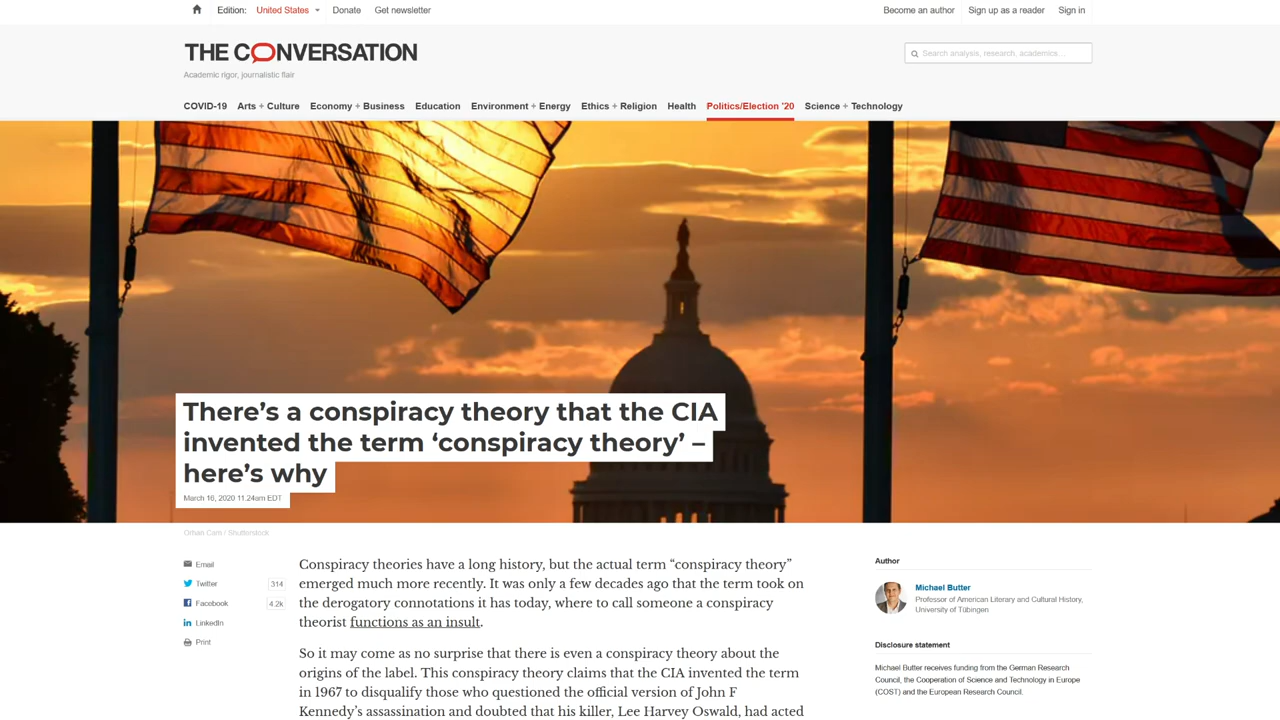 Edition: United States Donate Get newsletter Become an author Sign up as a reader Sign in
THE CONVERSATION
Academic rigor, journalistic flair
Search analysis, research, academics…
COVID-19 Arts + Culture Economy + Business Education Environment + Energy Ethics + Religion Health Politics/Election '20 Science + Technology
There's a conspiracy theory that the CIA
invented the term 'conspiracy theory' –
here's why
March 16, 2020 11.24am EDT
Orhan Cam / Shutterstock
Email
Twitter 314
Facebook 4.2k
LinkedIn
Print
Conspiracy theories have a long history, but the actual term “conspiracy theory”
emerged much more recently. It was only a few decades ago that the term took on
the derogatory connotations it has today, where to call someone a conspiracy
theorist functions as an insult.
So it may come as no surprise that there is even a conspiracy theory about the
origins of the label. This conspiracy theory claims that the CIA invented the term
in 1967 to disqualify those who questioned the official version of John F
Kennedy's assassination and doubted that his killer, Lee Harvey Oswald, had acted
Author
Michael Butter
Professor of American Literary and Cultural History,
University of Tübingen
Disclosure statement
Michael Butter receives funding from the German Research
Council, the Cooperation of Science and Technology in Europe
(COST) and the European Research Council.